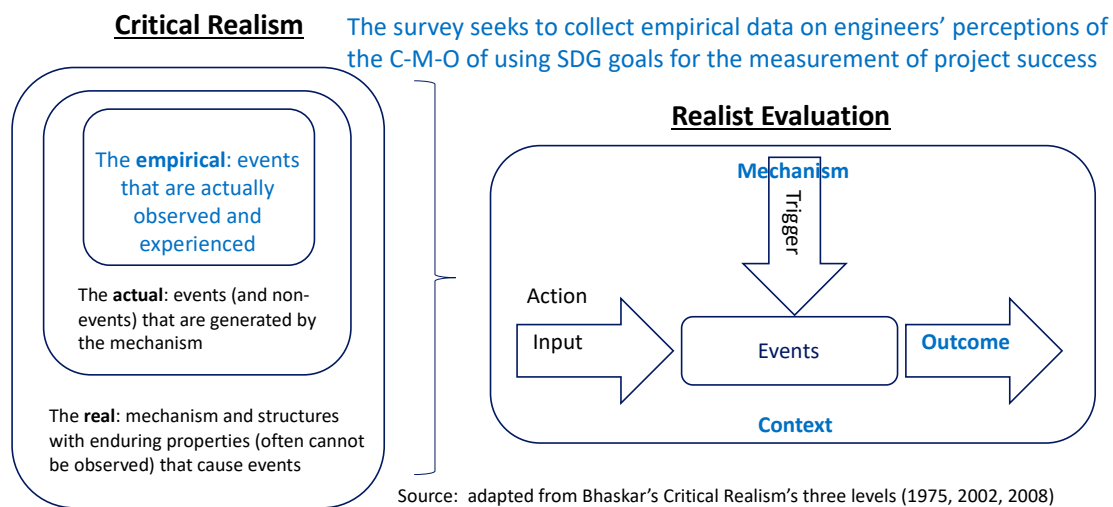 Critical Realism
The survey seeks to collect empirical data on engineers’ perceptions of
the C-M-O of using SDG goals for the measurement of project success
The empirical: events
that are actually
observed and
experienced
The actual: events (and non-
events) that are generated by
the mechanism
The real: mechanism and structures
with enduring properties (often cannot
be observed) that cause events
Realist Evaluation
Mechanism
Trigger
Action
Input
Events
Outcome
Context
Source: adapted from Bhaskar’s Critical Realism’s three levels (1975, 2002, 2008)